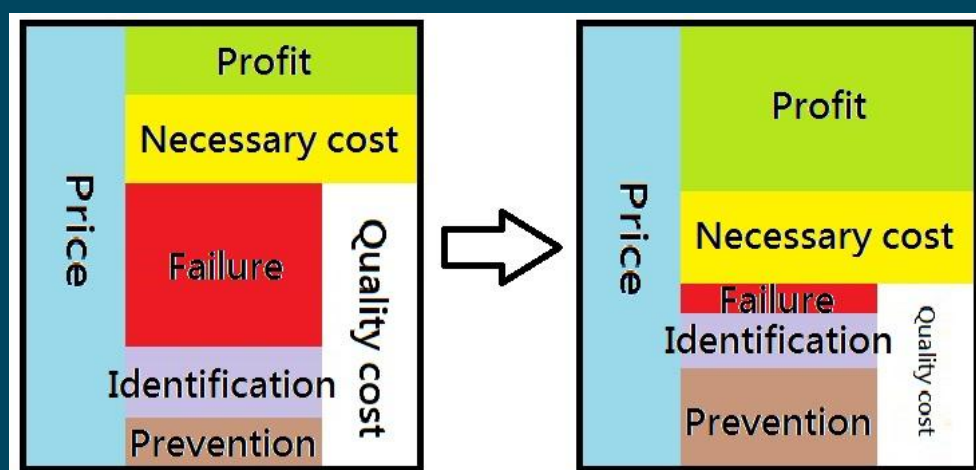 Price
Profit
Necessary cost
Failure
Identification
Prevention
Quality cost
Price
Profit
Necessary cost
Failure
Identification
Prevention
Quality cost